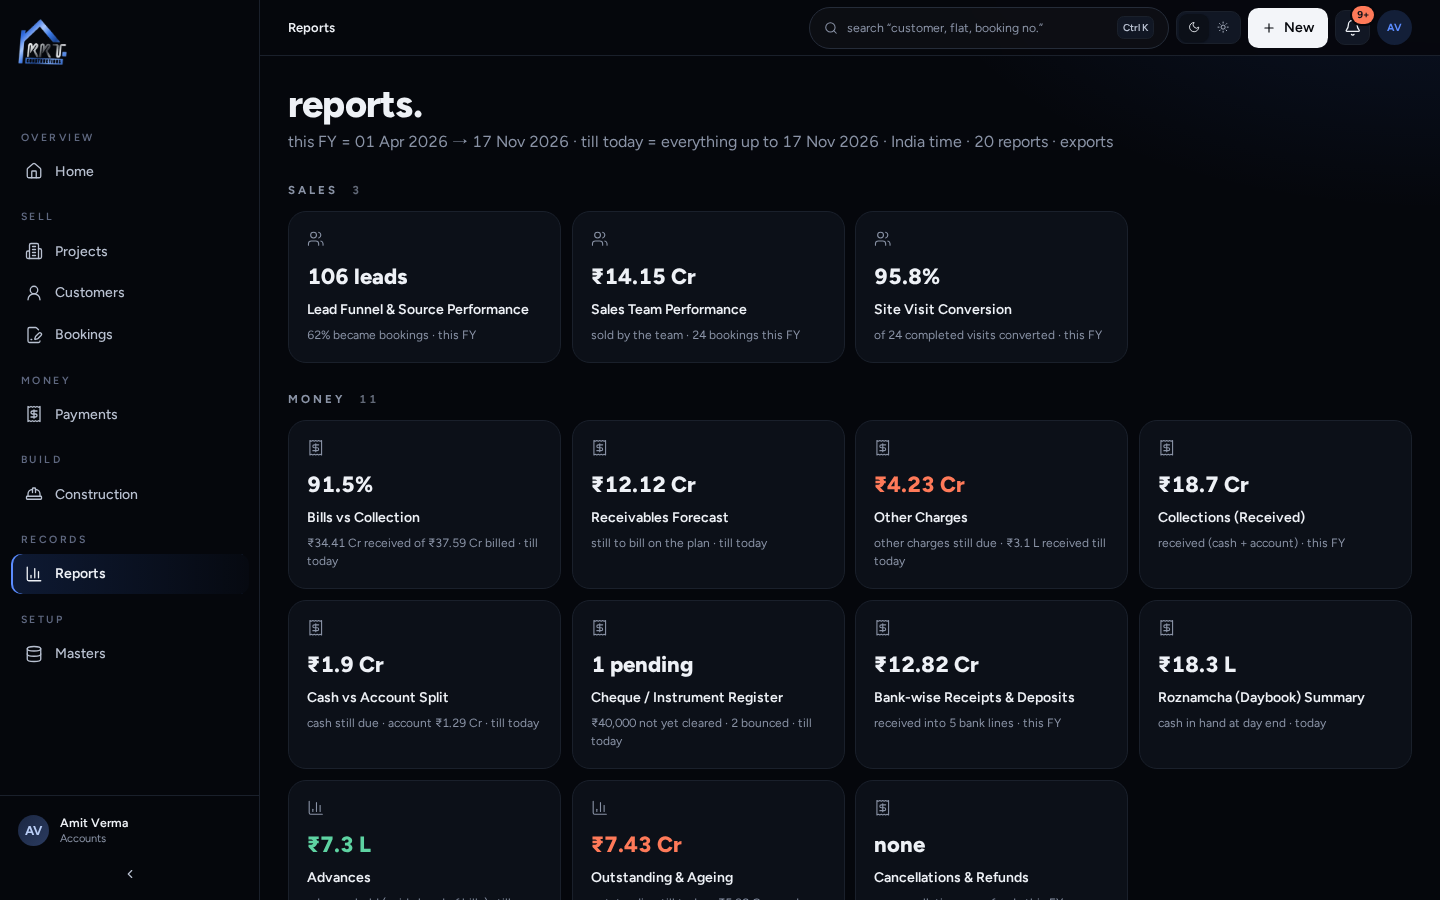 RKT
Reports
search “customer, flat, booking no.”
Ctrl K
New
9+
AV
OVERVIEW
Home
SELL
Projects
Customers
Bookings
MONEY
Payments
BUILD
Construction
RECORDS
Reports
SETUP
Masters
AV
Amit Verma
Accounts
reports.
this FY = 01 Apr 2026 → 17 Nov 2026 · till today = everything up to 17 Nov 2026 · India time · 20 reports · exports
SALES 3
106 leads
Lead Funnel & Source Performance
62% became bookings · this FY
₹14.15 Cr
Sales Team Performance
sold by the team · 24 bookings this FY
95.8%
Site Visit Conversion
of 24 completed visits converted · this FY
MONEY 11
91.5%
Bills vs Collection
₹34.41 Cr received of ₹37.59 Cr billed · till
today
₹12.12 Cr
Receivables Forecast
still to bill on the plan · till today
₹4.23 Cr
Other Charges
other charges still due · ₹3.1 L received till
today
₹18.7 Cr
Collections (Received)
received (cash + account) · this FY
₹1.9 Cr
Cash vs Account Split
cash still due · account ₹1.29 Cr · till today
1 pending
Cheque / Instrument Register
₹40,000 not yet cleared · 2 bounced · till
today
₹12.82 Cr
Bank-wise Receipts & Deposits
received into 5 bank lines · this FY
₹18.3 L
Roznamcha (Daybook) Summary
cash in hand at day end · today
₹7.3 L
Advances
₹7.43 Cr
Outstanding & Ageing
none
Cancellations & Refunds